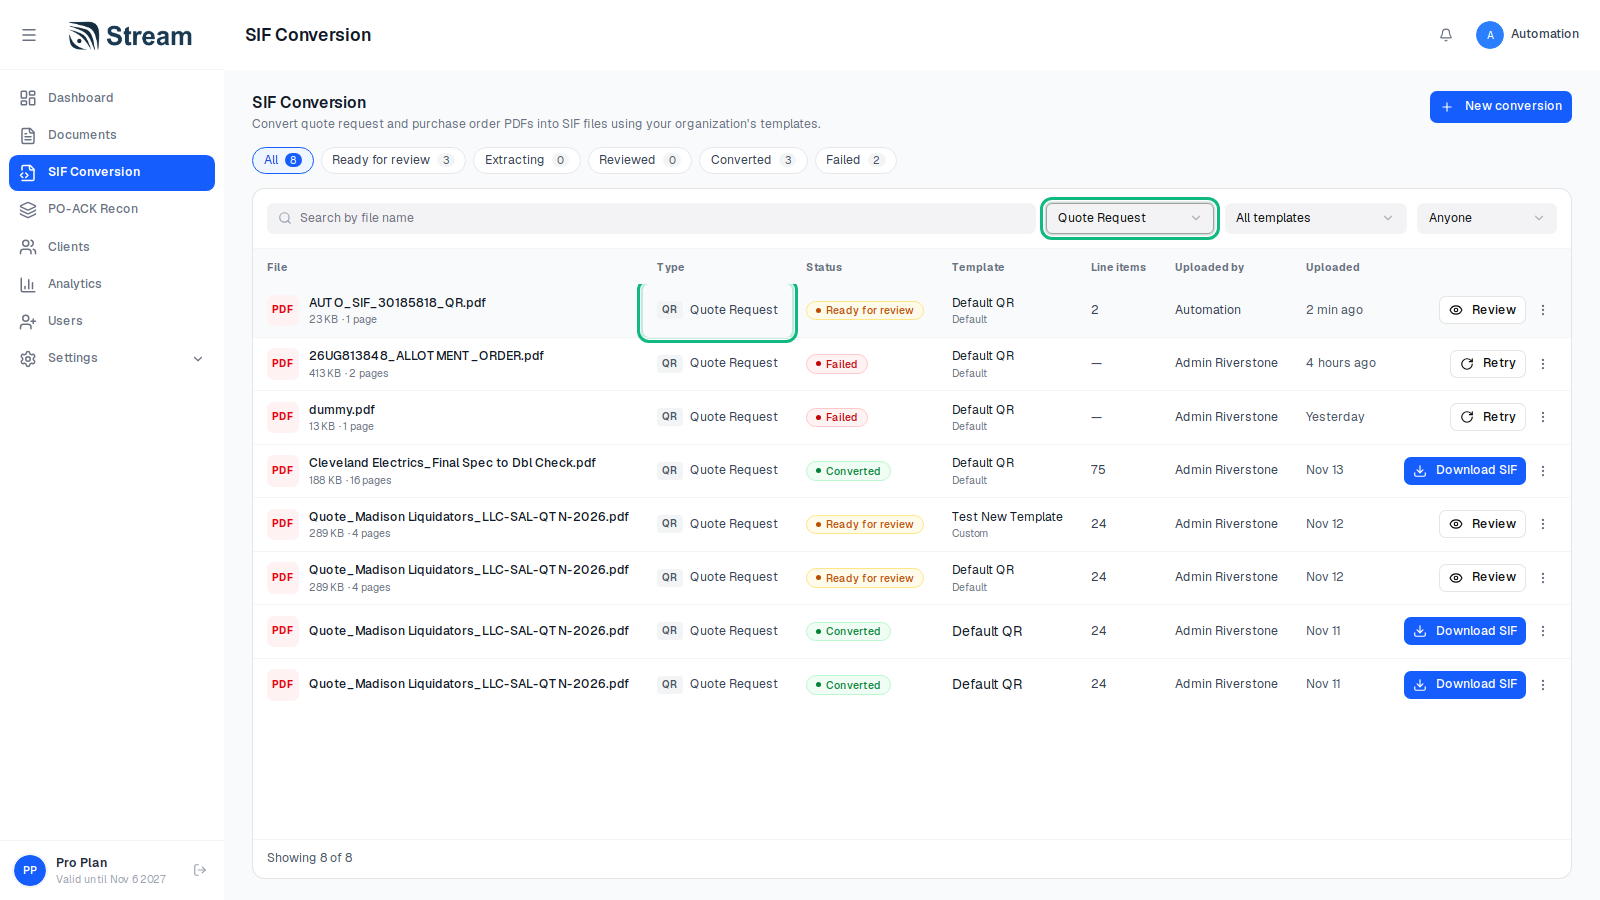 Stream
SIF Conversion
A
Automation
Dashboard
Documents
SIF Conversion
PO-ACK Recon
Clients
Analytics
Users
Settings
SIF Conversion
Convert quote request and purchase order PDFs into SIF files using your organization's templates.
New conversion
All 8
Ready for review 3
Extracting 0
Reviewed 0
Converted 3
Failed 2
Search by file name
Quote Request
All templates
Anyone
File Type Status Template Line items Uploaded by Uploaded
PDF AUTO_SIF_30185818_QR.pdf QR Quote Request Ready for review Default QR 2 Automation 2 min ago Review
23 KB · 1 page Default
PDF 26UG813848_ALLOTMENT_ORDER.pdf QR Quote Request Failed Default QR — Admin Riverstone 4 hours ago Retry
413 KB · 2 pages Default
PDF dummy.pdf QR Quote Request Failed Default QR — Admin Riverstone Yesterday Retry
13 KB · 1 page Default
PDF Cleveland Electrics_Final Spec to Dbl Check.pdf QR Quote Request Converted Default QR 75 Admin Riverstone Nov 13 Download SIF
188 KB · 16 pages Default
PDF Quote_Madison Liquidators_LLC-SAL-QTN-2026.pdf QR Quote Request Ready for review Test New Template 24 Admin Riverstone Nov 12 Review
289 KB · 4 pages Custom
PDF Quote_Madison Liquidators_LLC-SAL-QTN-2026.pdf QR Quote Request Ready for review Default QR 24 Admin Riverstone Nov 12 Review
289 KB · 4 pages Default
PDF Quote_Madison Liquidators_LLC-SAL-QTN-2026.pdf QR Quote Request Converted Default QR 24 Admin Riverstone Nov 11 Download SIF
PDF Quote_Madison Liquidators_LLC-SAL-QTN-2026.pdf QR Quote Request Converted Default QR 24 Admin Riverstone Nov 11 Download SIF
Showing 8 of 8
PP
Pro Plan
Valid until Nov 6 2027